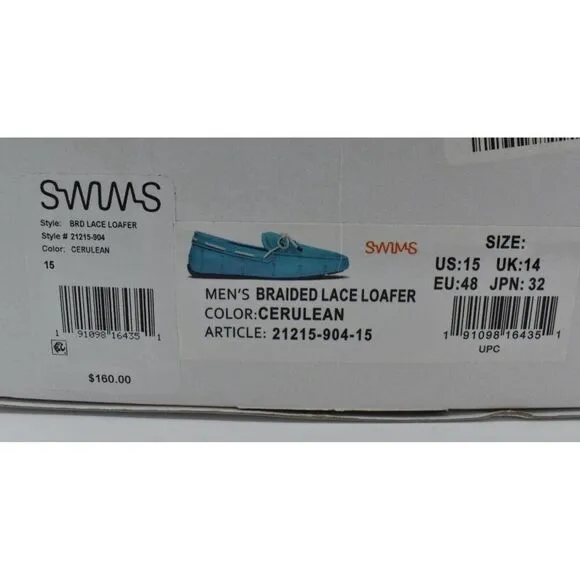 SWIMS
Style: BRD LACE LOAFER
Style # 21215-904
Color: CERULEAN
15
1 91098 16435 1
$160.00
SWIMS
MEN'S BRAIDED LACE LOAFER
COLOR:CERULEAN
ARTICLE: 21215-904-15
SIZE:
US:15 UK:14
EU:48 JPN: 32
1 91098 16435 1
UPC